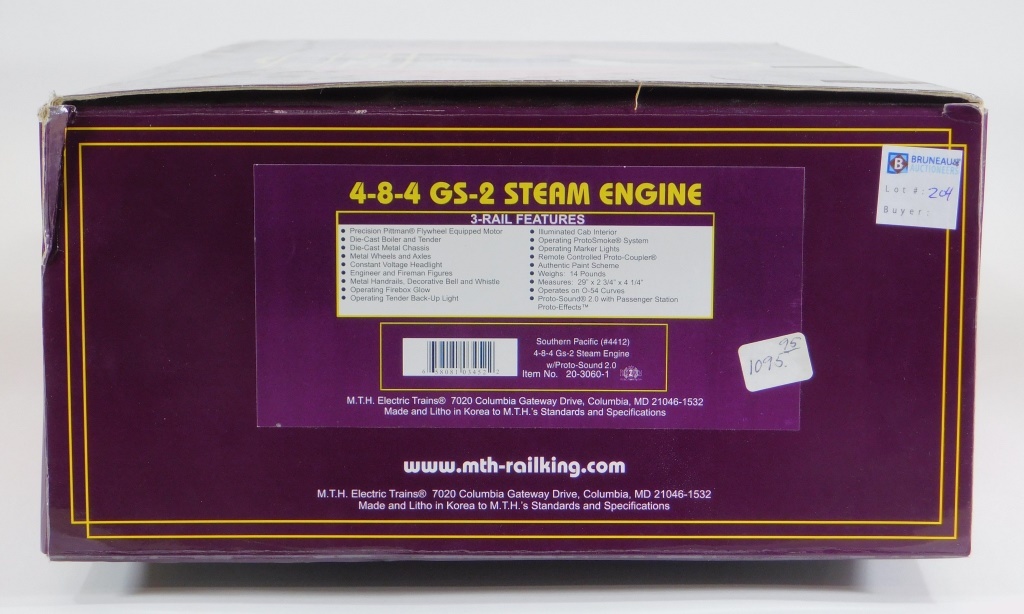 4-8-4 GS-2 STEAM ENGINE
3-RAIL FEATURES
• Precision Pittman® Flywheel Equipped Motor
• Die-Cast Boiler and Tender
• Die-Cast Metal Chassis
• Metal Wheels and Axles
• Constant Voltage Headlight
• Engineer and Fireman Figures
• Metal Handrails, Decorative Bell and Whistle
• Operating Firebox Glow
• Operating Tender Back-Up Light
• Illuminated Cab Interior
• Operating ProtoSmoke® System
• Operating Marker Lights
• Remote Controlled Proto-Coupler®
• Authentic Paint Scheme
• Weighs: 14 Pounds
• Measures: 29" x 2 3/4" x 4 1/4"
• Operates on O-54 Curves
• Proto-Sound® 2.0 with Passenger Station
Proto-Effects™
Southern Pacific (#4412)
4-8-4 Gs-2 Steam Engine
w/Proto-Sound 2.0
Item No. 20-3060-1
M.T.H. Electric Trains® 7020 Columbia Gateway Drive, Columbia, MD 21046-1532
Made and Litho in Korea to M.T.H.'s Standards and Specifications
www.mth-railking.com
M.T.H. Electric Trains® 7020 Columbia Gateway Drive, Columbia, MD 21046-1532
Made and Litho in Korea to M.T.H.'s Standards and Specifications
B BRUNEAU &
AUCTIONEERS
Lot #: 204
Buyer:
1095.95